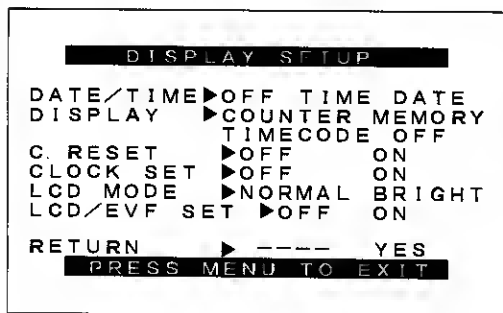 DISPLAY SETUP
DATE/TIME▶OFF TIME DATE
DISPLAY ▶COUNTER MEMORY
TIMECODE OFF
C. RESET ▶OFF ON
CLOCK SET ▶OFF ON
LCD MODE ▶NORMAL BRIGHT
LCD/EVF SET ▶OFF ON
RETURN ▶ ---- YES
PRESS MENU TO EXIT